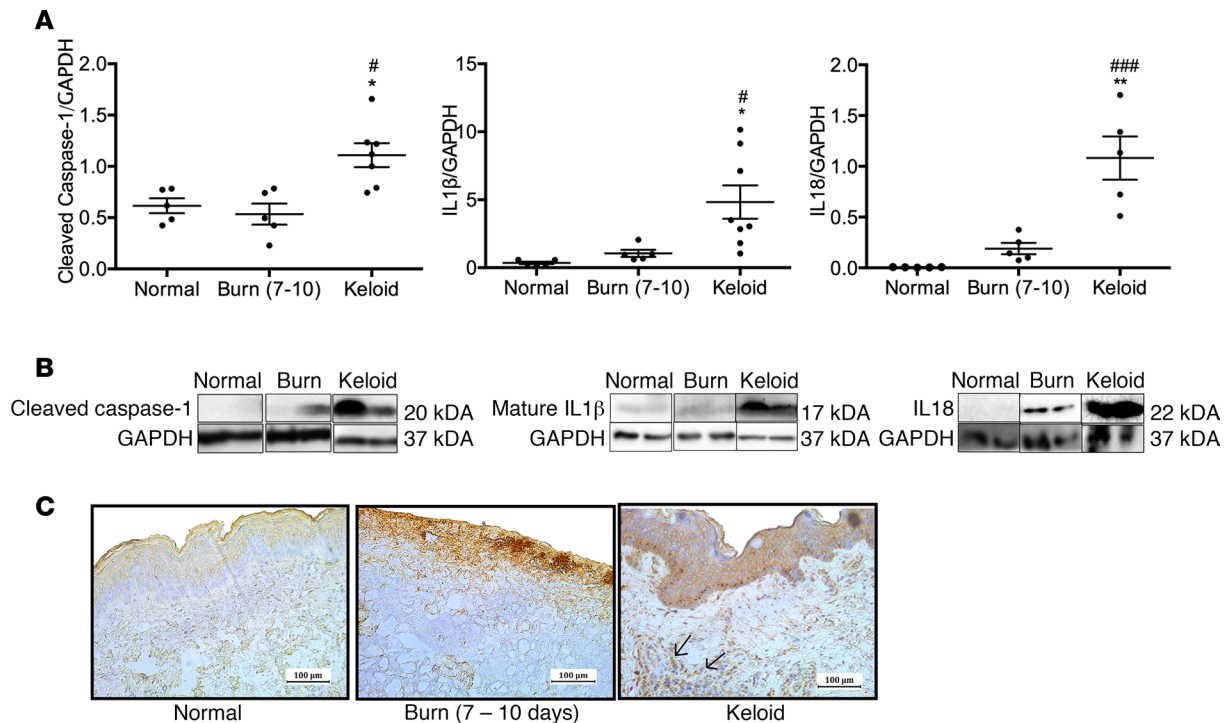 A
Cleaved Caspase-1/GAPDH
2.0
1.5
1.0
0.5
0.0
#
*
Normal Burn (7-10) Keloid
IL1β/GAPDH
15
10
5
0
#
*
Normal Burn (7-10) Keloid
IL18/GAPDH
2.0
1.5
1.0
0.5
0.0
###
**
Normal Burn (7-10) Keloid
B
Normal Burn Keloid
Cleaved caspase-1 20 kDA
GAPDH 37 kDA
Normal Burn Keloid
Mature IL1β 17 kDA
GAPDH 37 kDA
Normal Burn Keloid
IL18 22 kDA
GAPDH 37 kDA
C
100 µm
100 µm
100 µm
Normal
Burn (7 – 10 days)
Keloid